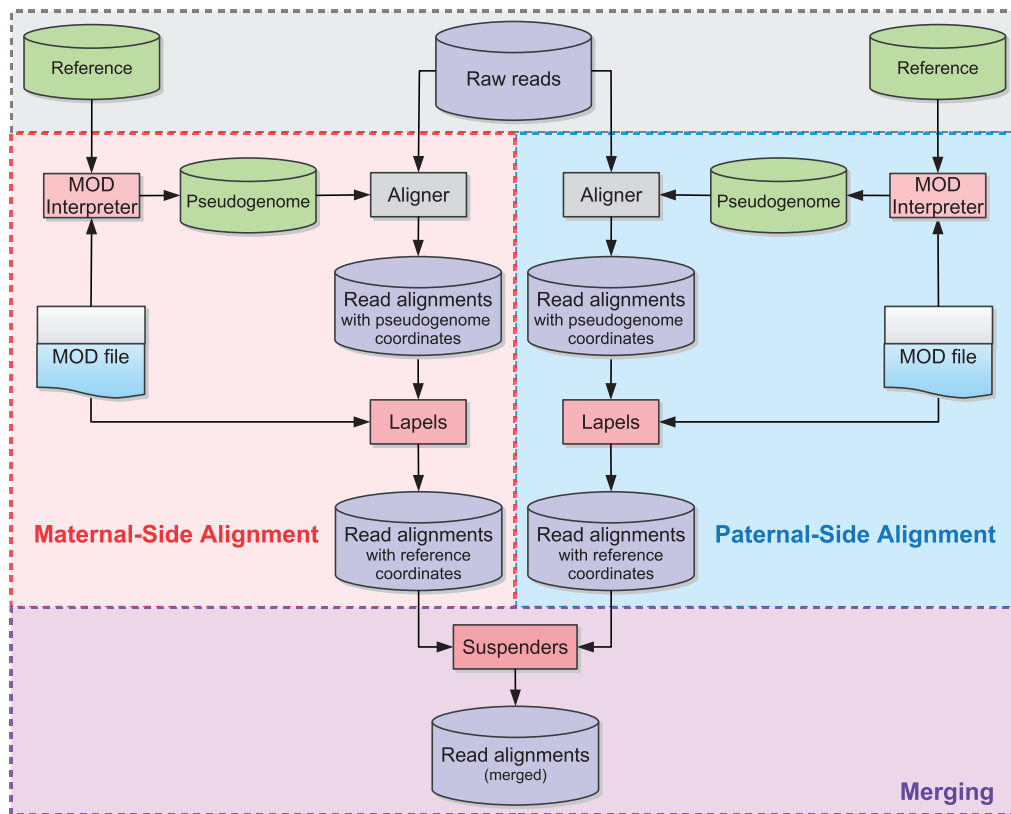 Reference
Raw reads
Reference
MOD
Interpreter
Pseudogenome
Aligner
Aligner
Pseudogenome
MOD
Interpreter
Read alignments
with pseudogenome
coordinates
Read alignments
with pseudogenome
coordinates
MOD file
MOD file
Lapels
Lapels
Maternal-Side Alignment
Read alignments
with reference
coordinates
Read alignments
with reference
coordinates
Paternal-Side Alignment
Suspenders
Read alignments
(merged)
Merging